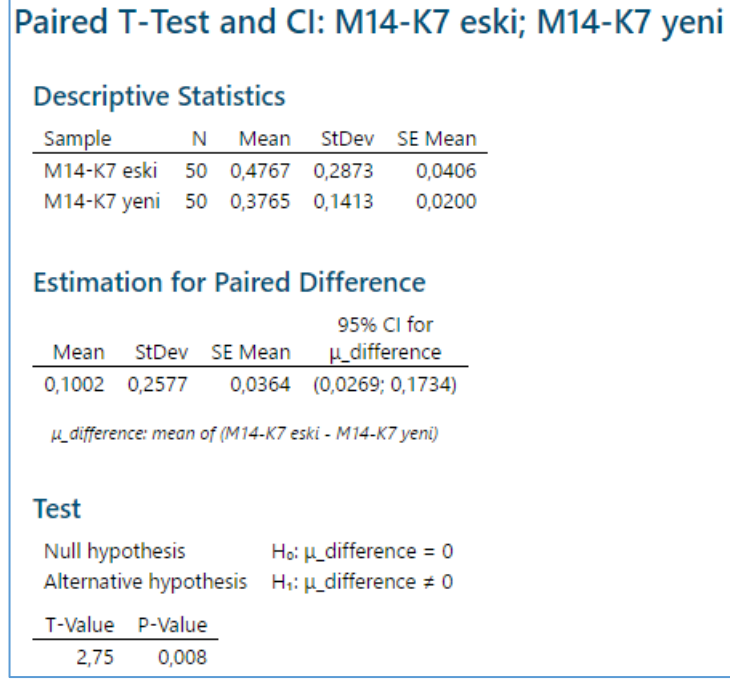 Paired T-Test and CI: M14-K7 eski; M14-K7 yeni
Descriptive Statistics
Sample N Mean StDev SE Mean
M14-K7 eski 50 0,4767 0,2873 0,0406
M14-K7 yeni 50 0,3765 0,1413 0,0200
Estimation for Paired Difference
95% CI for
Mean StDev SE Mean μ_difference
0,1002 0,2577 0,0364 (0,0269; 0,1734)
μ_difference: mean of (M14-K7 eski - M14-K7 yeni)
Test
Null hypothesis H₀: μ_difference = 0
Alternative hypothesis H₁: μ_difference ≠ 0
T-Value P-Value
2,75 0,008